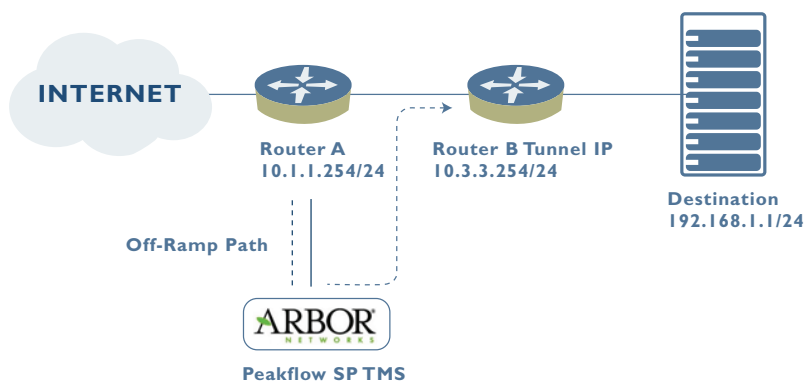 INTERNET
Router A
10.1.1.254/24
Router B Tunnel IP
10.3.3.254/24
Destination
192.168.1.1/24
Off-Ramp Path
ARBOR®
NETWORKS
Peakflow SP TMS